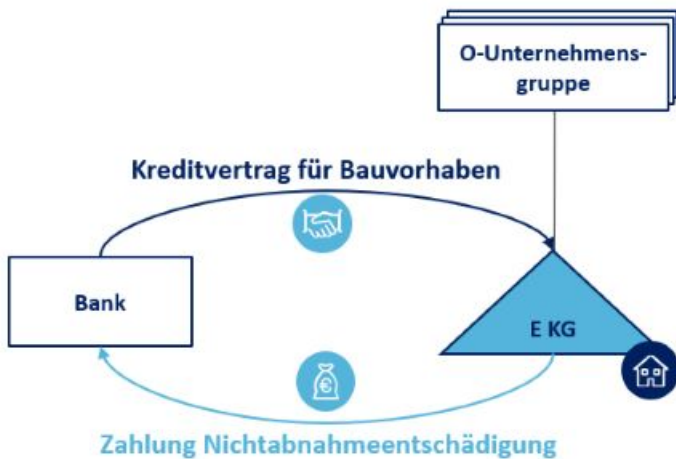 O-Unternehmens-
gruppe
Kreditvertrag für Bauvorhaben
Bank
E KG
€
Zahlung Nichtabnahmeentschädigung